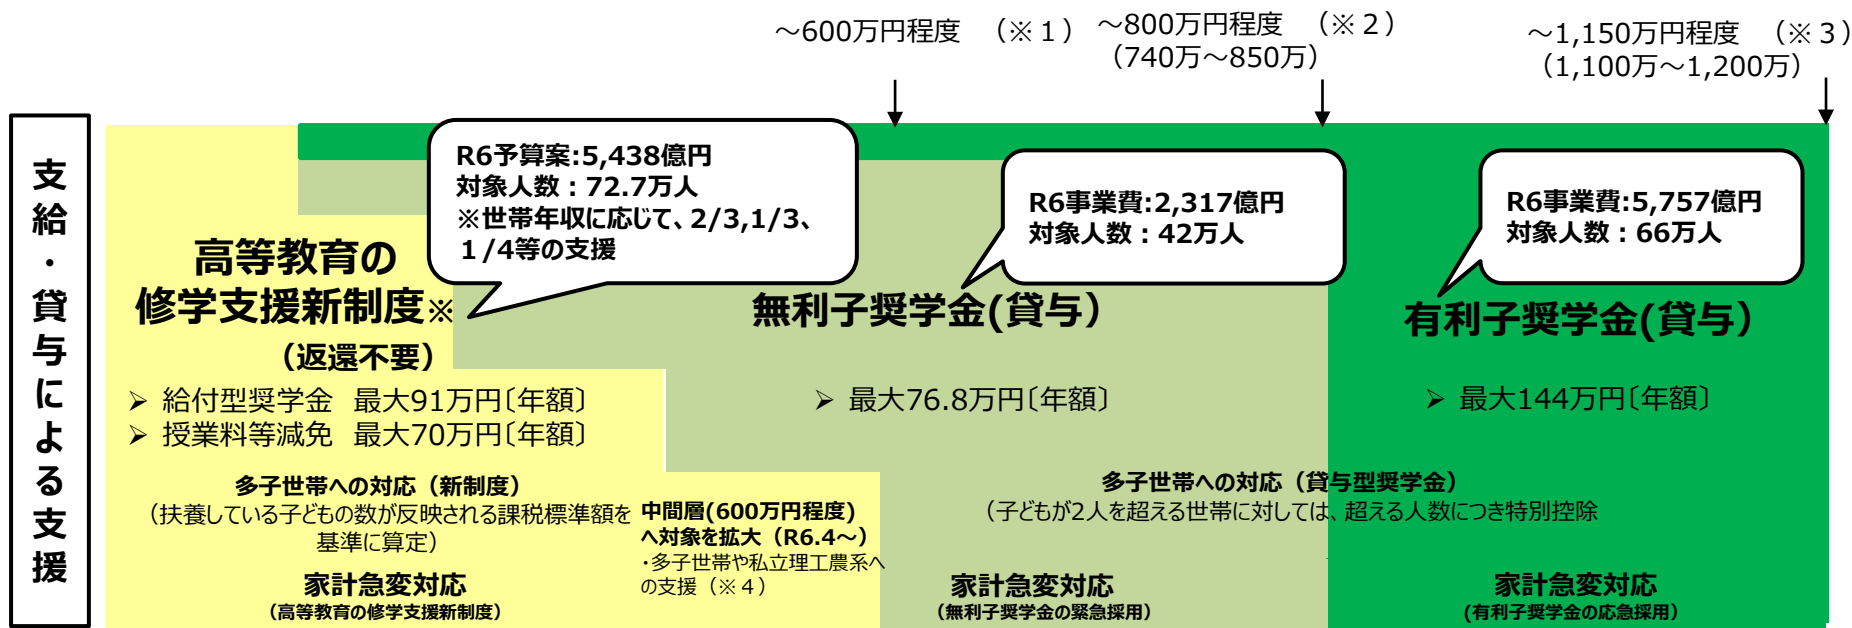 ～600万円程度　（※１）
～800万円程度　（※２）
（740万～850万）
～1,150万円程度　（※３）
（1,100万～1,200万）
支給・貸与による支援
R6予算案:5,438億円
対象人数：72.7万人
※世帯年収に応じて、2/3,1/3、
１/4等の支援
R6事業費:2,317億円
対象人数：42万人
R6事業費:5,757億円
対象人数：66万人
高等教育の
修学支援新制度※
（返還不要）
➢ 給付型奨学金　最大91万円〔年額〕
➢ 授業料等減免　最大70万円〔年額〕
無利子奨学金(貸与）
➢ 最大76.8万円〔年額〕
有利子奨学金(貸与）
➢ 最大144万円〔年額〕
多子世帯への対応（新制度）
（扶養している子どもの数が反映される課税標準額を
基準に算定）
中間層(600万円程度)
へ対象を拡大（R6.4～）
・多子世帯や私立理工農系へ
の支援（※４）
多子世帯への対応（貸与型奨学金）
（子どもが2人を超える世帯に対しては、超える人数につき特別控除
家計急変対応
（高等教育の修学支援新制度）
家計急変対応
（無利子奨学金の緊急採用）
家計急変対応
(有利子奨学金の応急採用）